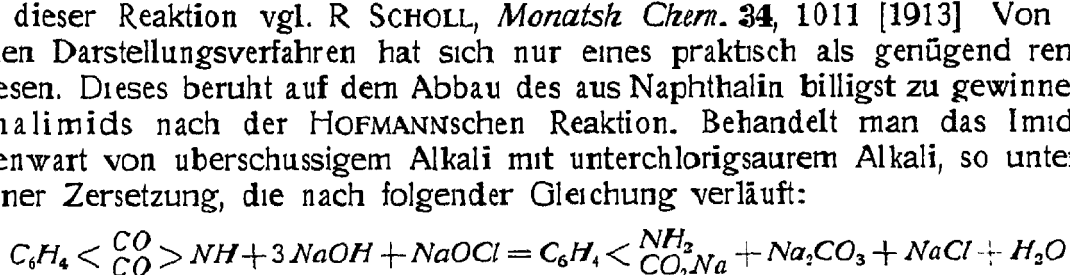 dieser Reaktion vgl. R SCHOLL, Monatsh Chem. 34, 1011 [1913] Von
en Darstellungsverfahren hat sich nur eines praktisch als genügend ren
esen. Dieses beruht auf dem Abbau des aus Naphthalin billigst zu gewinne
alimids nach der HOFMANNschen Reaktion. Behandelt man das Imid
enwart von uberschussigem Alkali mit unterchlorigsaurem Alkali, so unte
ner Zersetzung, die nach folgender Gleichung verläuft:
C₆H₄ < CO CO > NH + 3 NaOH + NaOCl = C₆H₄ < NH₂ CO₂Na + Na₂CO₃ + NaCl + H₂O